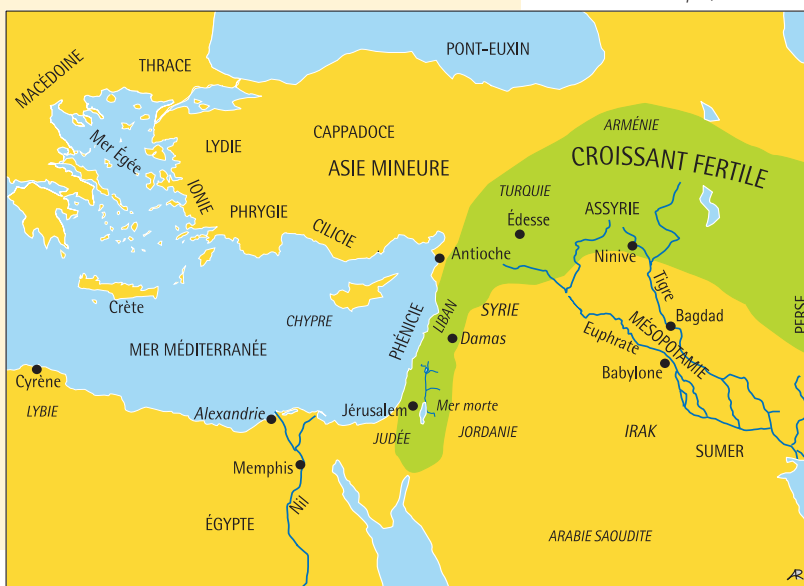 PONT-EUXIN
MACÉDOINE
THRACE
Mer Égée
LYDIE
CAPPADOCE
ARMÉNIE
ASIE MINEURE
CROISSANT FERTILE
IONIE
PHRYGIE
CILICIE
TURQUIE
Édesse
ASSYRIE
Antioche
Ninive
Tigre
Crète
CHYPRE
PHÉNICIE
LIBAN
SYRIE
PERSE
Bagdad
MER MÉDITERRANÉE
Damas
Euphrate
MÉSOPOTAMIE
Babylone
Cyrène
LYBIE
Alexandrie
Jérusalem
Mer morte
JUDÉE
JORDANIE
IRAK
SUMER
Memphis
Nil
ÉGYPTE
ARABIE SAOUDITE